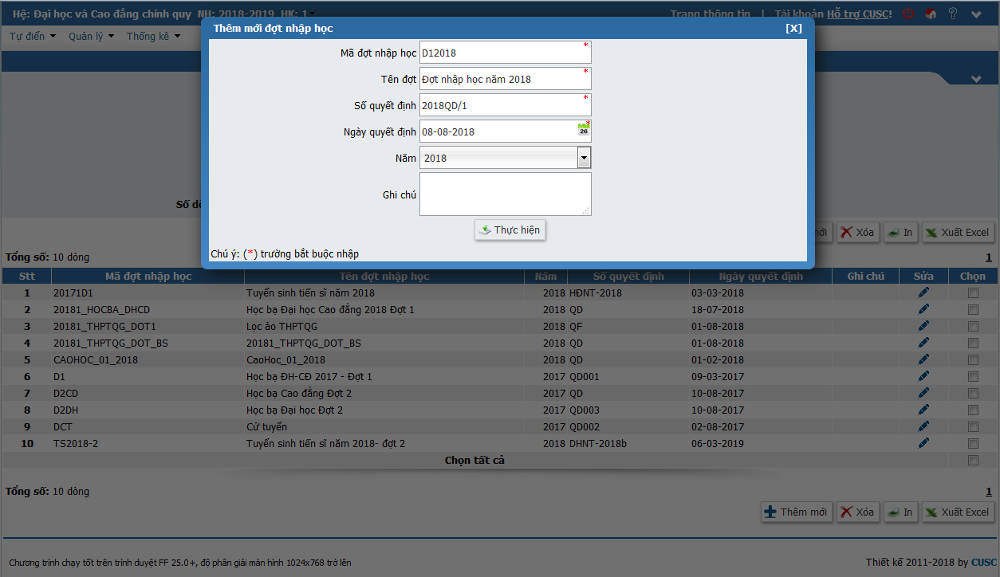 Hệ: Đại học và Cao đẳng chính quy NH: 2018-2019 HK: 1
Trang thông tin | Tài khoản Hỗ trợ CUSC!
Tự điển Quản lý Thống kê
Thêm mới đợt nhập học [X]
Mã đợt nhập học D12018 *
Tên đợt Đợt nhập học năm 2018 *
Số quyết định 2018QD/1 *
Ngày quyết định 08-08-2018 26 *
Năm 2018
Ghi chú
Thực hiện
Chú ý: (*) trường bắt buộc nhập
Số
Xóa In Xuất Excel
Tổng số: 10 dòng 1
Stt Mã đợt nhập học Tên đợt nhập học Năm Số quyết định Ngày quyết định Ghi chú Sửa Chọn
1 20171D1 Tuyển sinh tiến sĩ năm 2018 2018 HĐNT-2018 03-03-2018
2 20181_HOCBA_DHCD Học bạ Đại học Cao đẳng 2018 Đợt 1 2018 QD 18-07-2018
3 20181_THPTQG_DOT1 Lọc ảo THPTQG 2018 QF 01-08-2018
4 20181_THPTQG_DOT_BS 20181_THPTQG_DOT_BS 2018 QD 01-08-2018
5 CAOHOC_01_2018 CaoHoc_01_2018 2018 QD 01-02-2018
6 D1 Học bạ ĐH-CĐ 2017 - Đợt 1 2017 QD001 09-03-2017
7 D2CD Học bạ Cao đẳng Đợt 2 2017 QD 10-08-2017
8 D2DH Học bạ Đại học Đợt 2 2017 QD003 10-08-2017
9 DCT Cử tuyển 2017 QD002 02-08-2017
10 TS2018-2 Tuyển sinh tiến sĩ năm 2018- đợt 2 2018 DHNT-2018b 06-03-2019
Chọn tất cả
Tổng số: 10 dòng 1
Thêm mới Xóa In Xuất Excel
Chương trình chạy tốt trên trình duyệt FF 25.0+, độ phân giải màn hình 1024x768 trở lên
Thiết kế 2011-2018 by CUSC